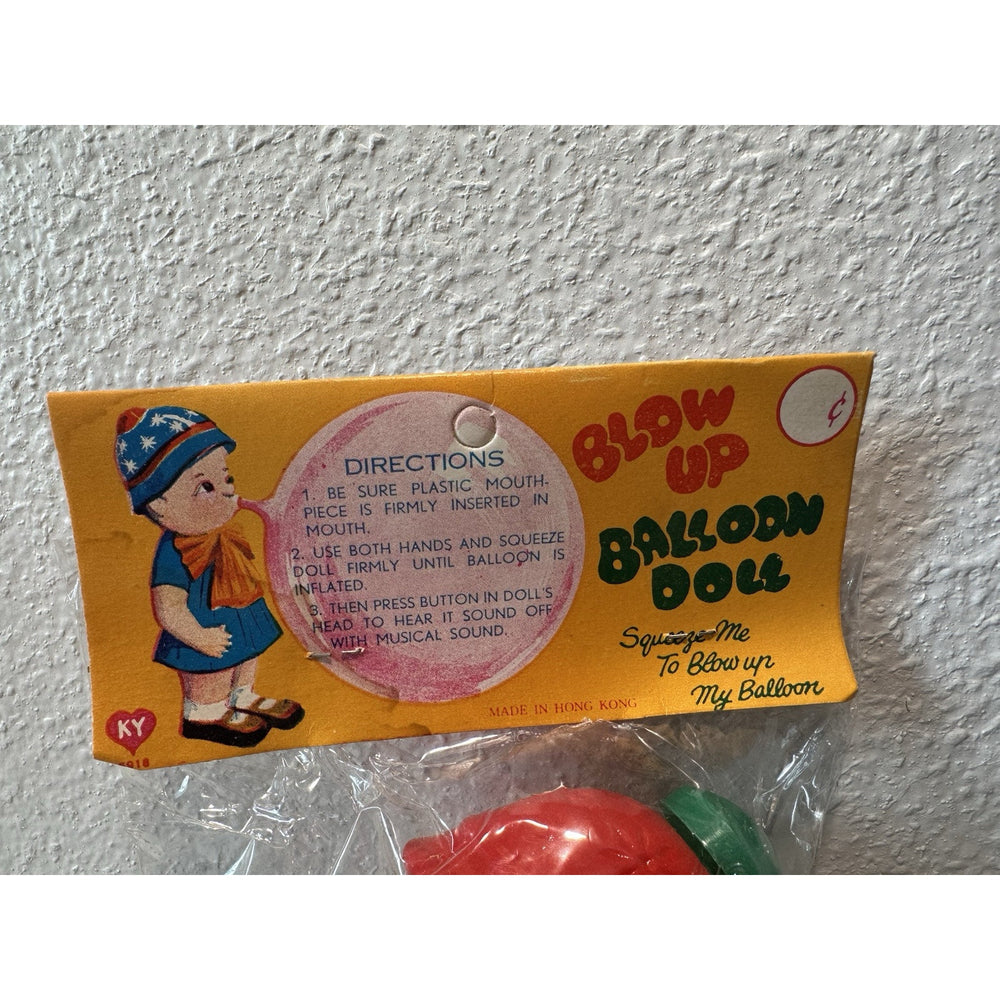 DIRECTIONS
1. BE SURE PLASTIC MOUTH-
PIECE IS FIRMLY INSERTED IN
MOUTH.
2. USE BOTH HANDS AND SQUEEZE
DOLL FIRMLY UNTIL BALLOON IS
INFLATED.
3. THEN PRESS BUTTON IN DOLL'S
HEAD TO HEAR IT SOUND OFF
WITH MUSICAL SOUND.
BLOW
UP
BALLOON
DOLL
¢
Squeeze Me
To Blow up
My Balloon
MADE IN HONG KONG
KY